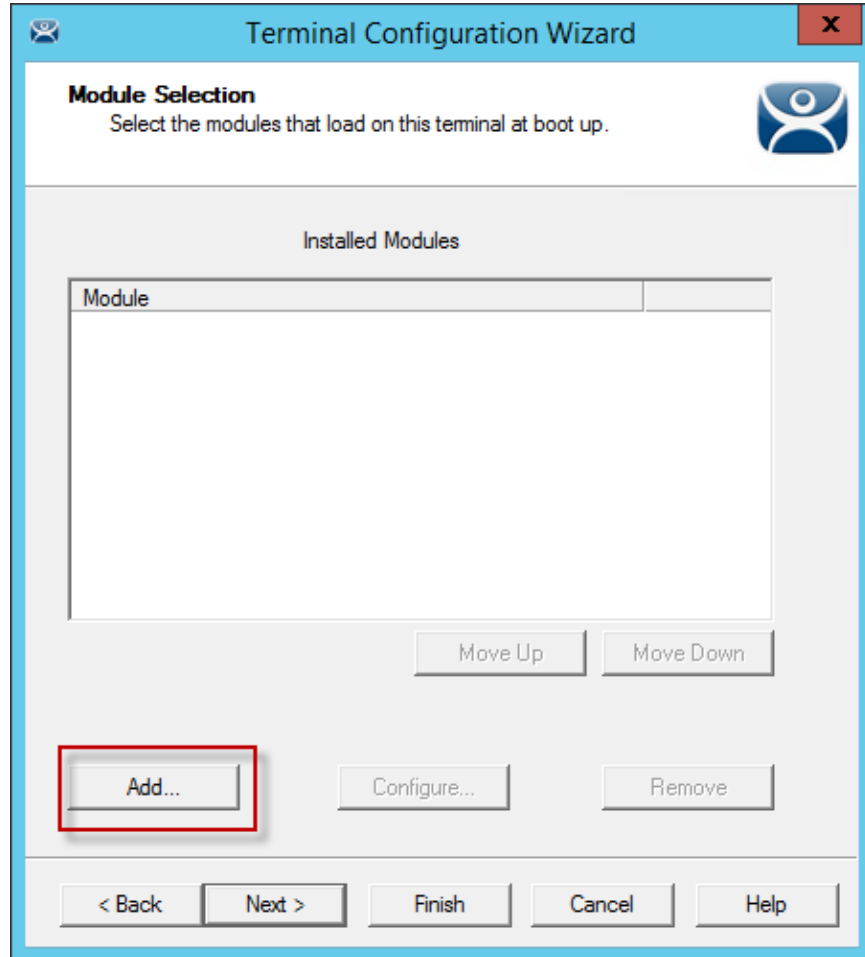 Terminal Configuration Wizard
x
Module Selection
Select the modules that load on this terminal at boot up.
Installed Modules
Module
Move Up
Move Down
Add...
Configure...
Remove
< Back
Next >
Finish
Cancel
Help